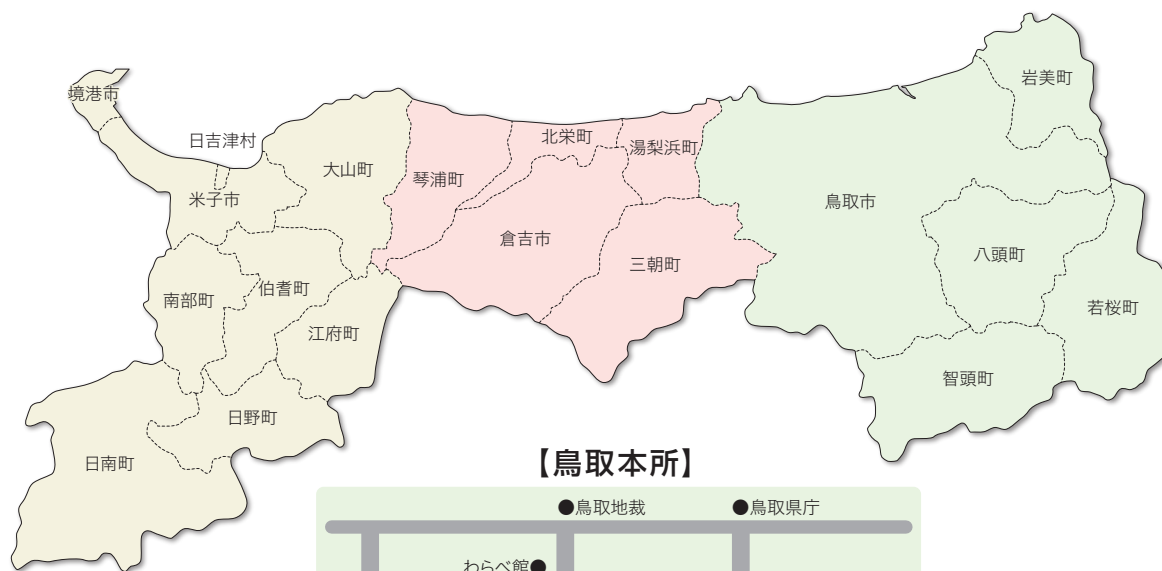 境港市
日吉津村
米子市
大山町
琴浦町
北栄町
湯梨浜町
岩美町
鳥取市
倉吉市
三朝町
八頭町
若桜町
智頭町
南部町
伯耆町
江府町
日野町
日南町
【鳥取本所】
●鳥取地裁
●鳥取県庁
わらべ館●